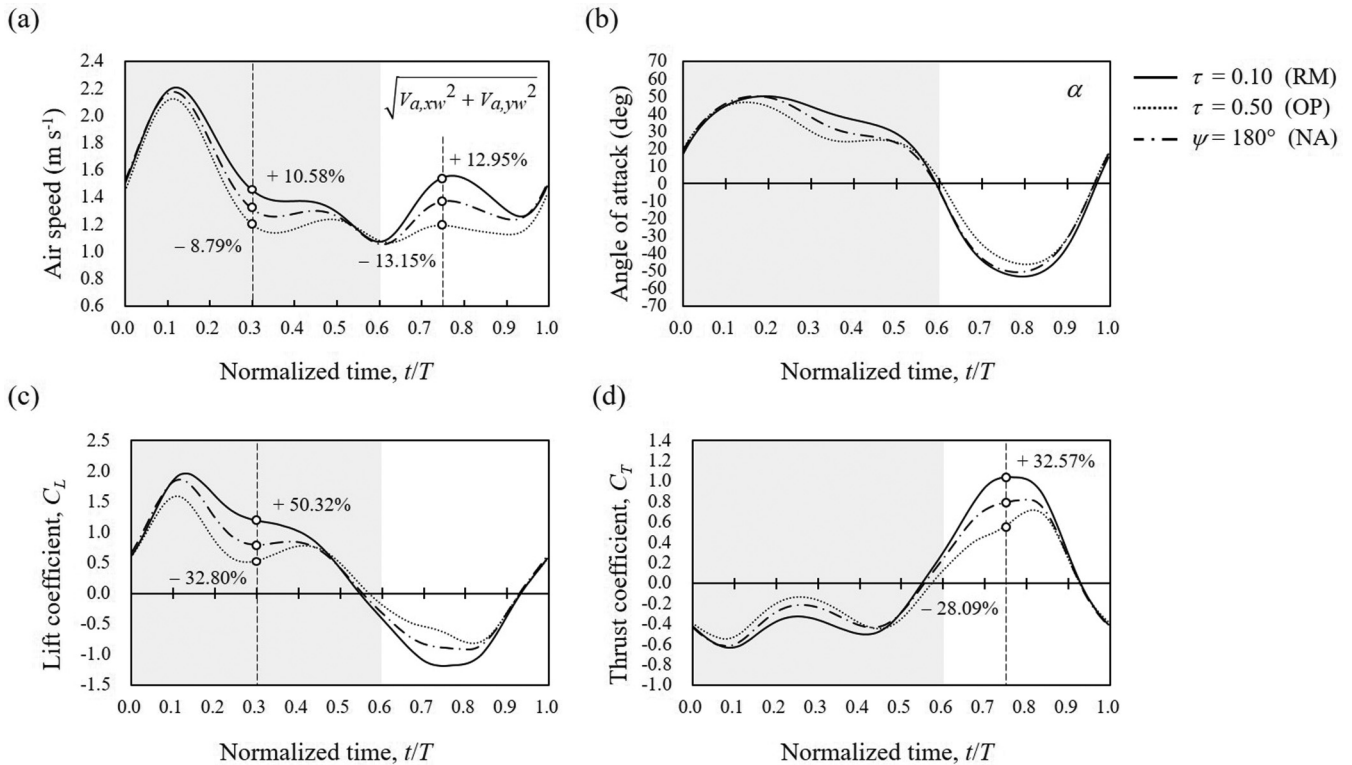 (a)
2.4
2.2
2.0
1.8
1.6
1.4
1.2
1.0
0.8
0.6
Air speed (m s⁻¹)
√(V_{a,xw}² + V_{a,yw}²)
+ 10.58%
− 8.79%
+ 12.95%
− 13.15%
0.0 0.1 0.2 0.3 0.4 0.5 0.6 0.7 0.8 0.9 1.0
Normalized time, t/T
(b)
70
60
50
40
30
20
10
0
-10
-20
-30
-40
-50
-60
-70
Angle of attack (deg)
α
0.0 0.1 0.2 0.3 0.4 0.5 0.6 0.7 0.8 0.9 1.0
Normalized time, t/T
τ = 0.10 (RM)
τ = 0.50 (OP)
ψ = 180° (NA)
(c)
2.5
2.0
1.5
1.0
0.5
0.0
-0.5
-1.0
-1.5
Lift coefficient, C_L
+ 50.32%
− 32.80%
0.0 0.1 0.2 0.3 0.4 0.5 0.6 0.7 0.8 0.9 1.0
Normalized time, t/T
(d)
1.4
1.2
1.0
0.8
0.6
0.4
0.2
0.0
-0.2
-0.4
-0.6
-0.8
-1.0
Thrust coefficient, C_T
+ 32.57%
− 28.09%
0.0 0.1 0.2 0.3 0.4 0.5 0.6 0.7 0.8 0.9 1.0
Normalized time, t/T